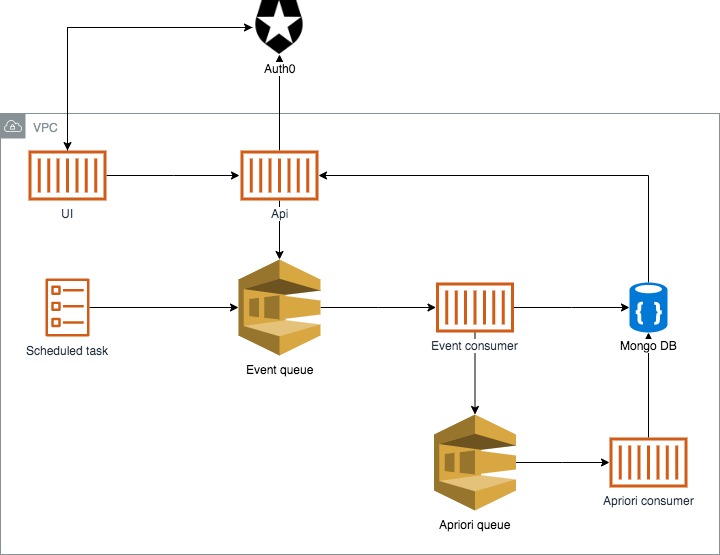 Auth0
VPC
UI
Api
Scheduled task
Event queue
Event consumer
Mongo DB
Apriori queue
Apriori consumer